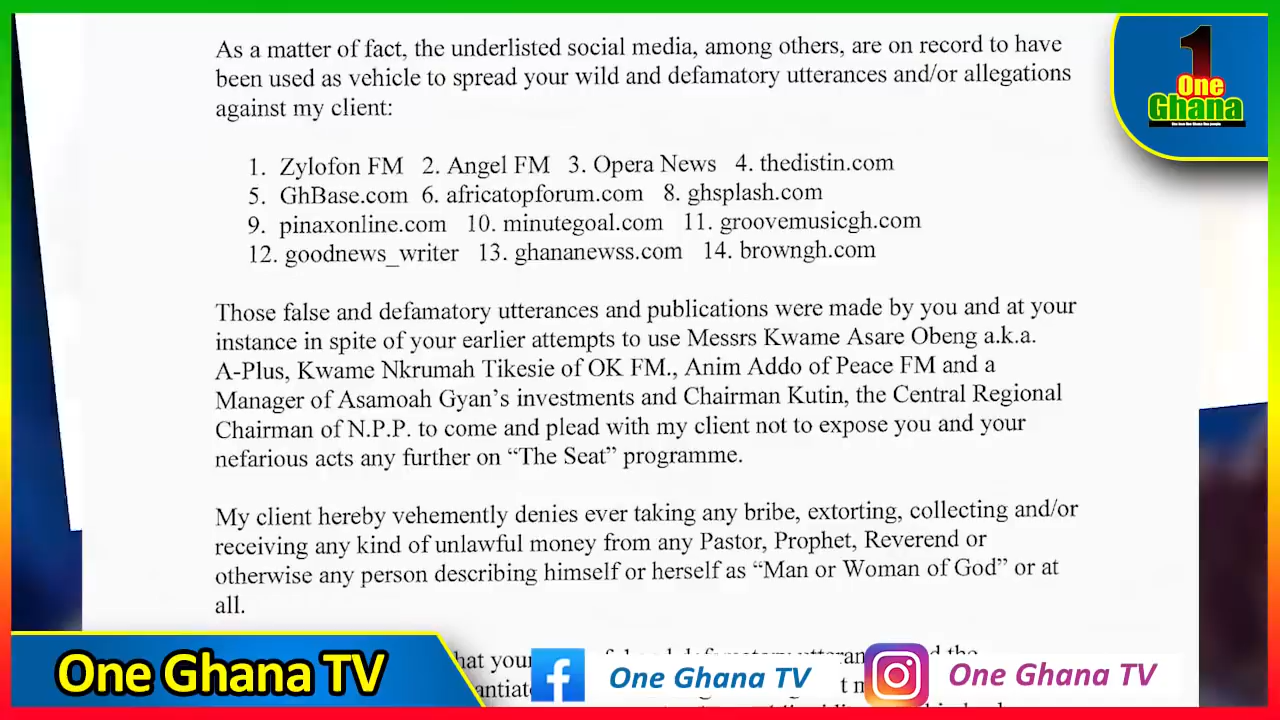 As a matter of fact, the underlisted social media, among others, are on record to have
been used as vehicle to spread your wild and defamatory utterances and/or allegations
against my client:
1. Zylofon FM 2. Angel FM 3. Opera News 4. thedistin.com
5. GhBase.com 6. africatopforum.com 8. ghsplash.com
9. pinaxonline.com 10. minutegoal.com 11. groovemusicgh.com
12. goodnews_writer 13. ghananewss.com 14. browngh.com
Those false and defamatory utterances and publications were made by you and at your
instance in spite of your earlier attempts to use Messrs Kwame Asare Obeng a.k.a.
A-Plus, Kwame Nkrumah Tikesie of OK FM., Anim Addo of Peace FM and a
Manager of Asamoah Gyan's investments and Chairman Kutin, the Central Regional
Chairman of N.P.P. to come and plead with my client not to expose you and your
nefarious acts any further on “The Seat” programme.
My client hereby vehemently denies ever taking any bribe, extorting, collecting and/or
receiving any kind of unlawful money from any Pastor, Prophet, Reverend or
otherwise any person describing himself or herself as “Man or Woman of God” or at
all.
1
One
Ghana
One Ghana TV
One Ghana TV
One Ghana TV